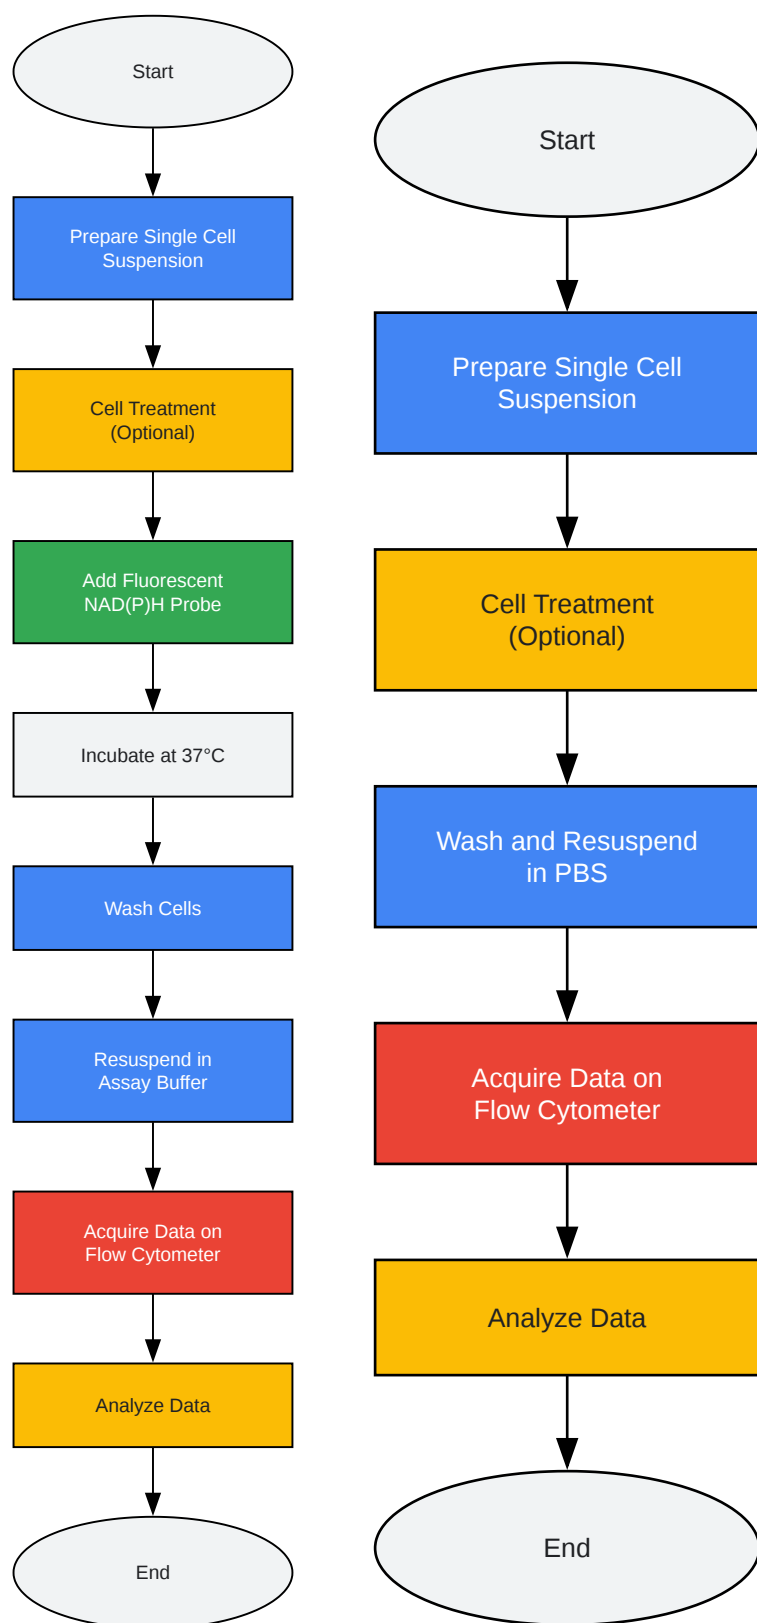 Start
Prepare Single Cell
Suspension
Cell Treatment
(Optional)
Add Fluorescent
NAD(P)H Probe
Incubate at 37°C
Wash Cells
Resuspend in
Assay Buffer
Acquire Data on
Flow Cytometer
Analyze Data
End
Start
Prepare Single Cell
Suspension
Cell Treatment
(Optional)
Wash and Resuspend
in PBS
Acquire Data on
Flow Cytometer
Analyze Data
End